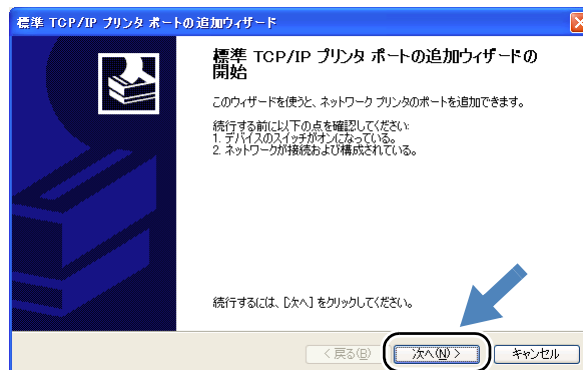 標準 TCP/IP プリンタ ポートの追加ウィザード
標準 TCP/IP プリンタ ポートの追加ウィザードの
開始
このウィザードを使うと、ネットワーク プリンタのポートを追加できます。
続行する前に以下の点を確認してください:
1. デバイスのスイッチがオンになっている。
2. ネットワークが接続および構成されている。
続行するには、[次へ] をクリックしてください。
< 戻る(B) 次へ(N) > キャンセル